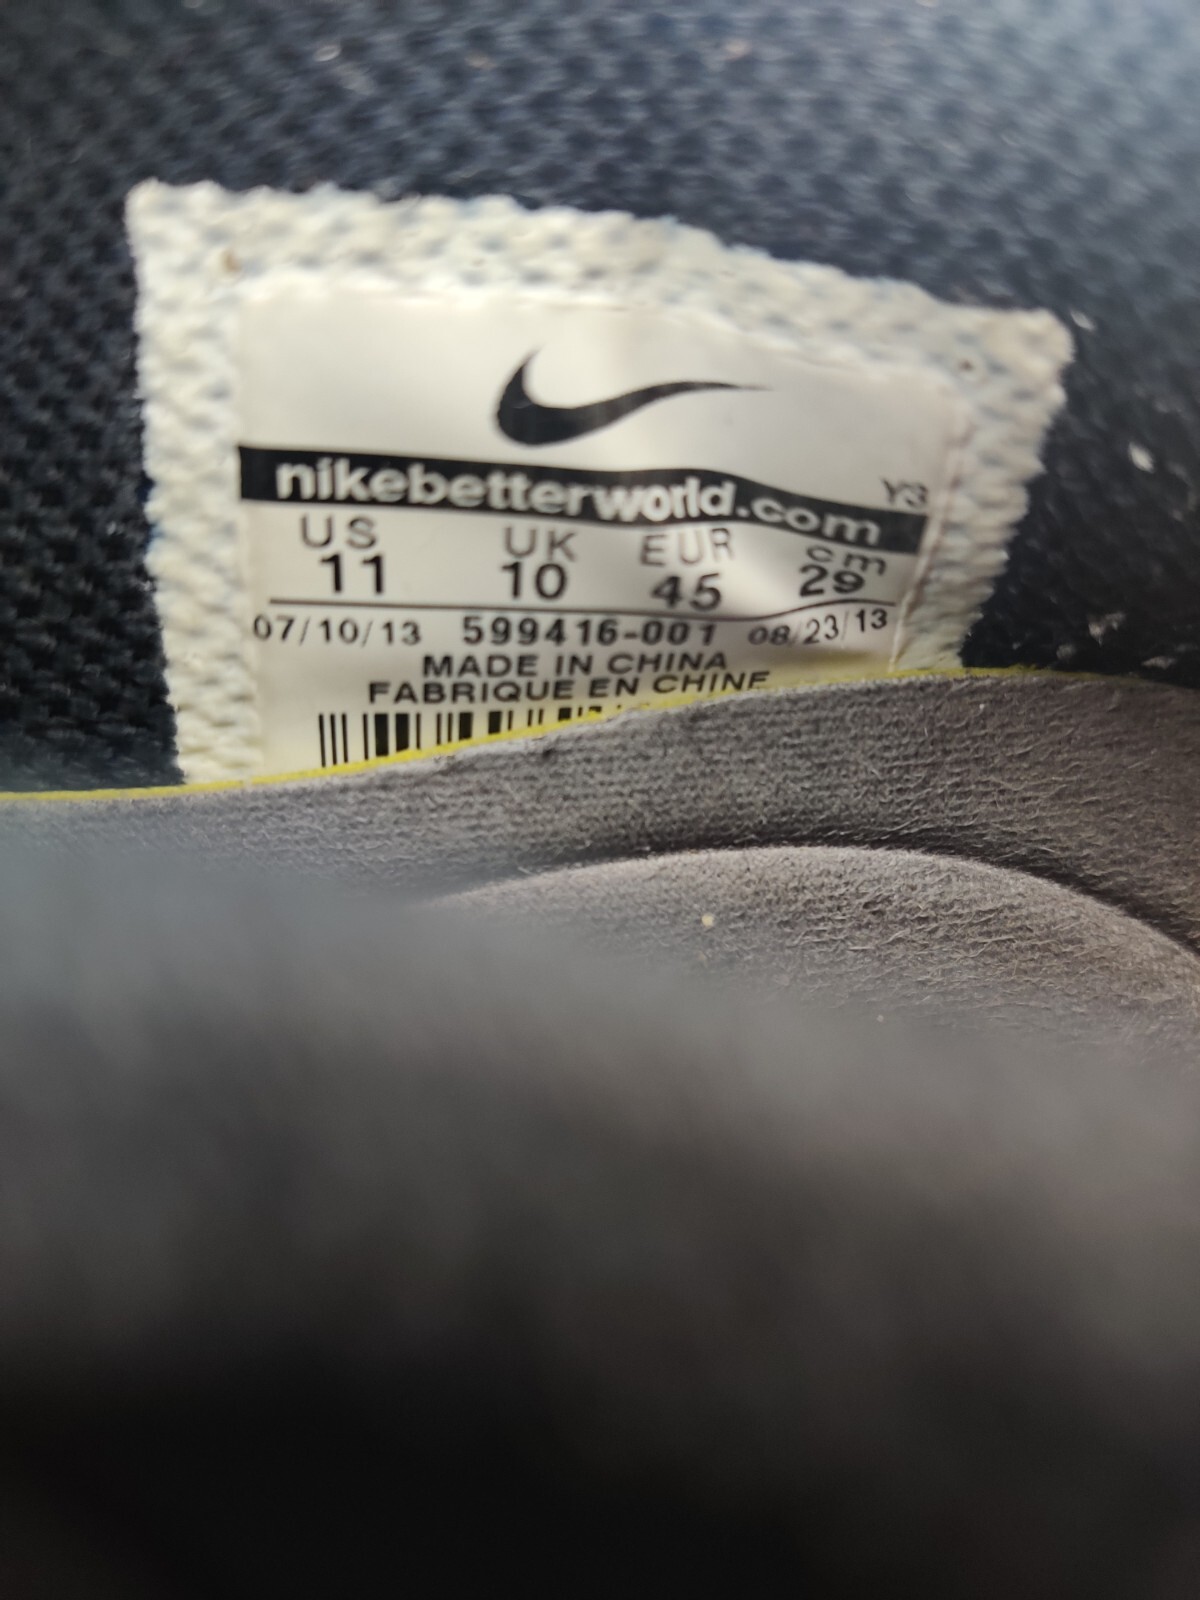 Y3
nikebetterworld.com
US UK EUR cm
11 10 45 29
07/10/13 599416-001 08/23/13
MADE IN CHINA
FABRIQUE EN CHINE